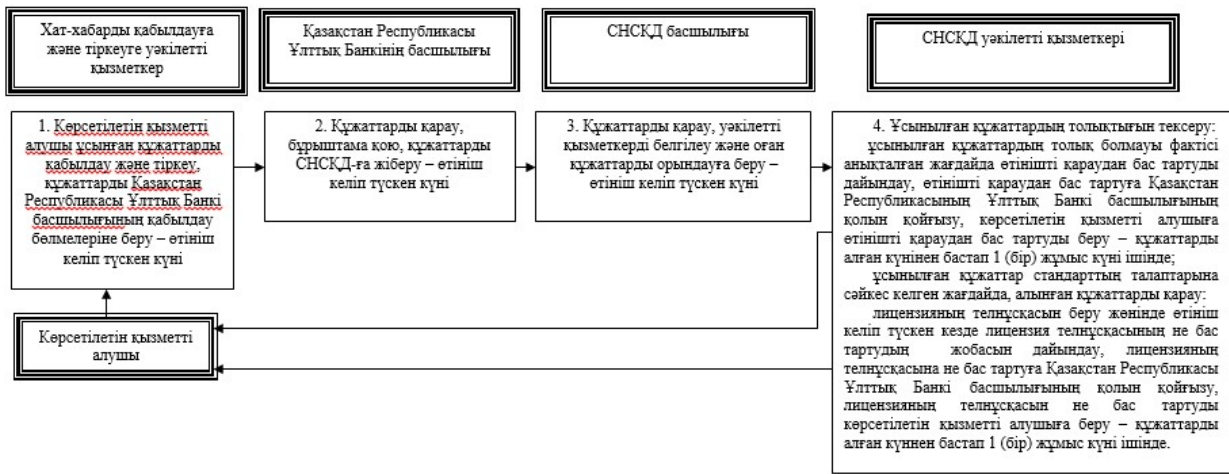 Хат-хабарды қабылдауға
және тіркеуге уәкілетті
қызметкер
Қазақстан Республикасы
Ұлттық Банкінің басшылығы
СНСҚД басшылығы
СНСҚД уәкілетті қызметкері
1. Көрсетілетін қызметті
алушы ұсынған құжаттарды
қабылдау және тіркеу,
құжаттарды Қазақстан
Республикасы Ұлттық Банкі
басшылығының қабылдау
бөлмелеріне беру – өтініш
келіп түскен күні
2. Құжаттарды қарау,
бұрыштама қою, құжаттарды
СНСҚД-ға жіберу – өтініш
келіп түскен күні
3. Құжаттарды қарау, уәкілетті
қызметкерді белгілеу және оған
құжаттарды орындауға беру –
өтініш келіп түскен күні
4. Ұсынылған құжаттардың толықтығын тексеру:
ұсынылған құжаттардың толық болмауы фактісі
анықталған жағдайда өтінішті қараудан бас тартуды
дайындау, өтінішті қараудан бас тартуға Қазақстан
Республикасының Ұлттық Банкі басшылығының
қолын қойғызу, көрсетілетін қызметті алушыға
өтінішті қараудан бас тартуды беру – құжаттарды
алған күнінен бастап 1 (бір) жұмыс күні ішінде;
ұсынылған құжаттар стандарттың талаптарына
сәйкес келген жағдайда, алынған құжаттарды қарау:
лицензияның телнұсқасын беру жөнінде өтініш
келіп түскен кезде лицензия телнұсқасының не бас
тартудың жобасын дайындау, лицензияның
телнұсқасына не бас тартуға Қазақстан Республикасы
Ұлттық Банкі басшылығының қолын қойғызу,
лицензияның телнұсқасын не бас тартуды
көрсетілетін қызметті алушыға беру – құжаттарды
алған күннен бастап 1 (бір) жұмыс күні ішінде.
Көрсетілетін қызметті
алушы